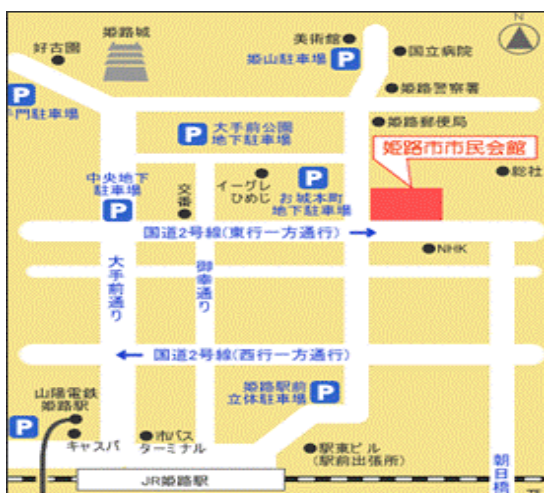 N
姫路城
好古園
美術館
国立病院
姫山駐車場
P
姫路警察署
P
門駐車場
姫路郵便局
P
大手前公園
地下駐車場
姫路市市民会館
総社
中央地下
駐車場
P
交番
イーグレ
ひめじ
P
お城本町
地下駐車場
国道2号線(東行一方通行)
NHK
大手前通り
御幸通り
国道2号線(西行一方通行)
姫路駅前
立体駐車場
P
山陽電鉄
姫路駅
P
キャスパ
市バス
ターミナル
駅東ビル
(駅前出張所)
朝日橋
JR姫路駅